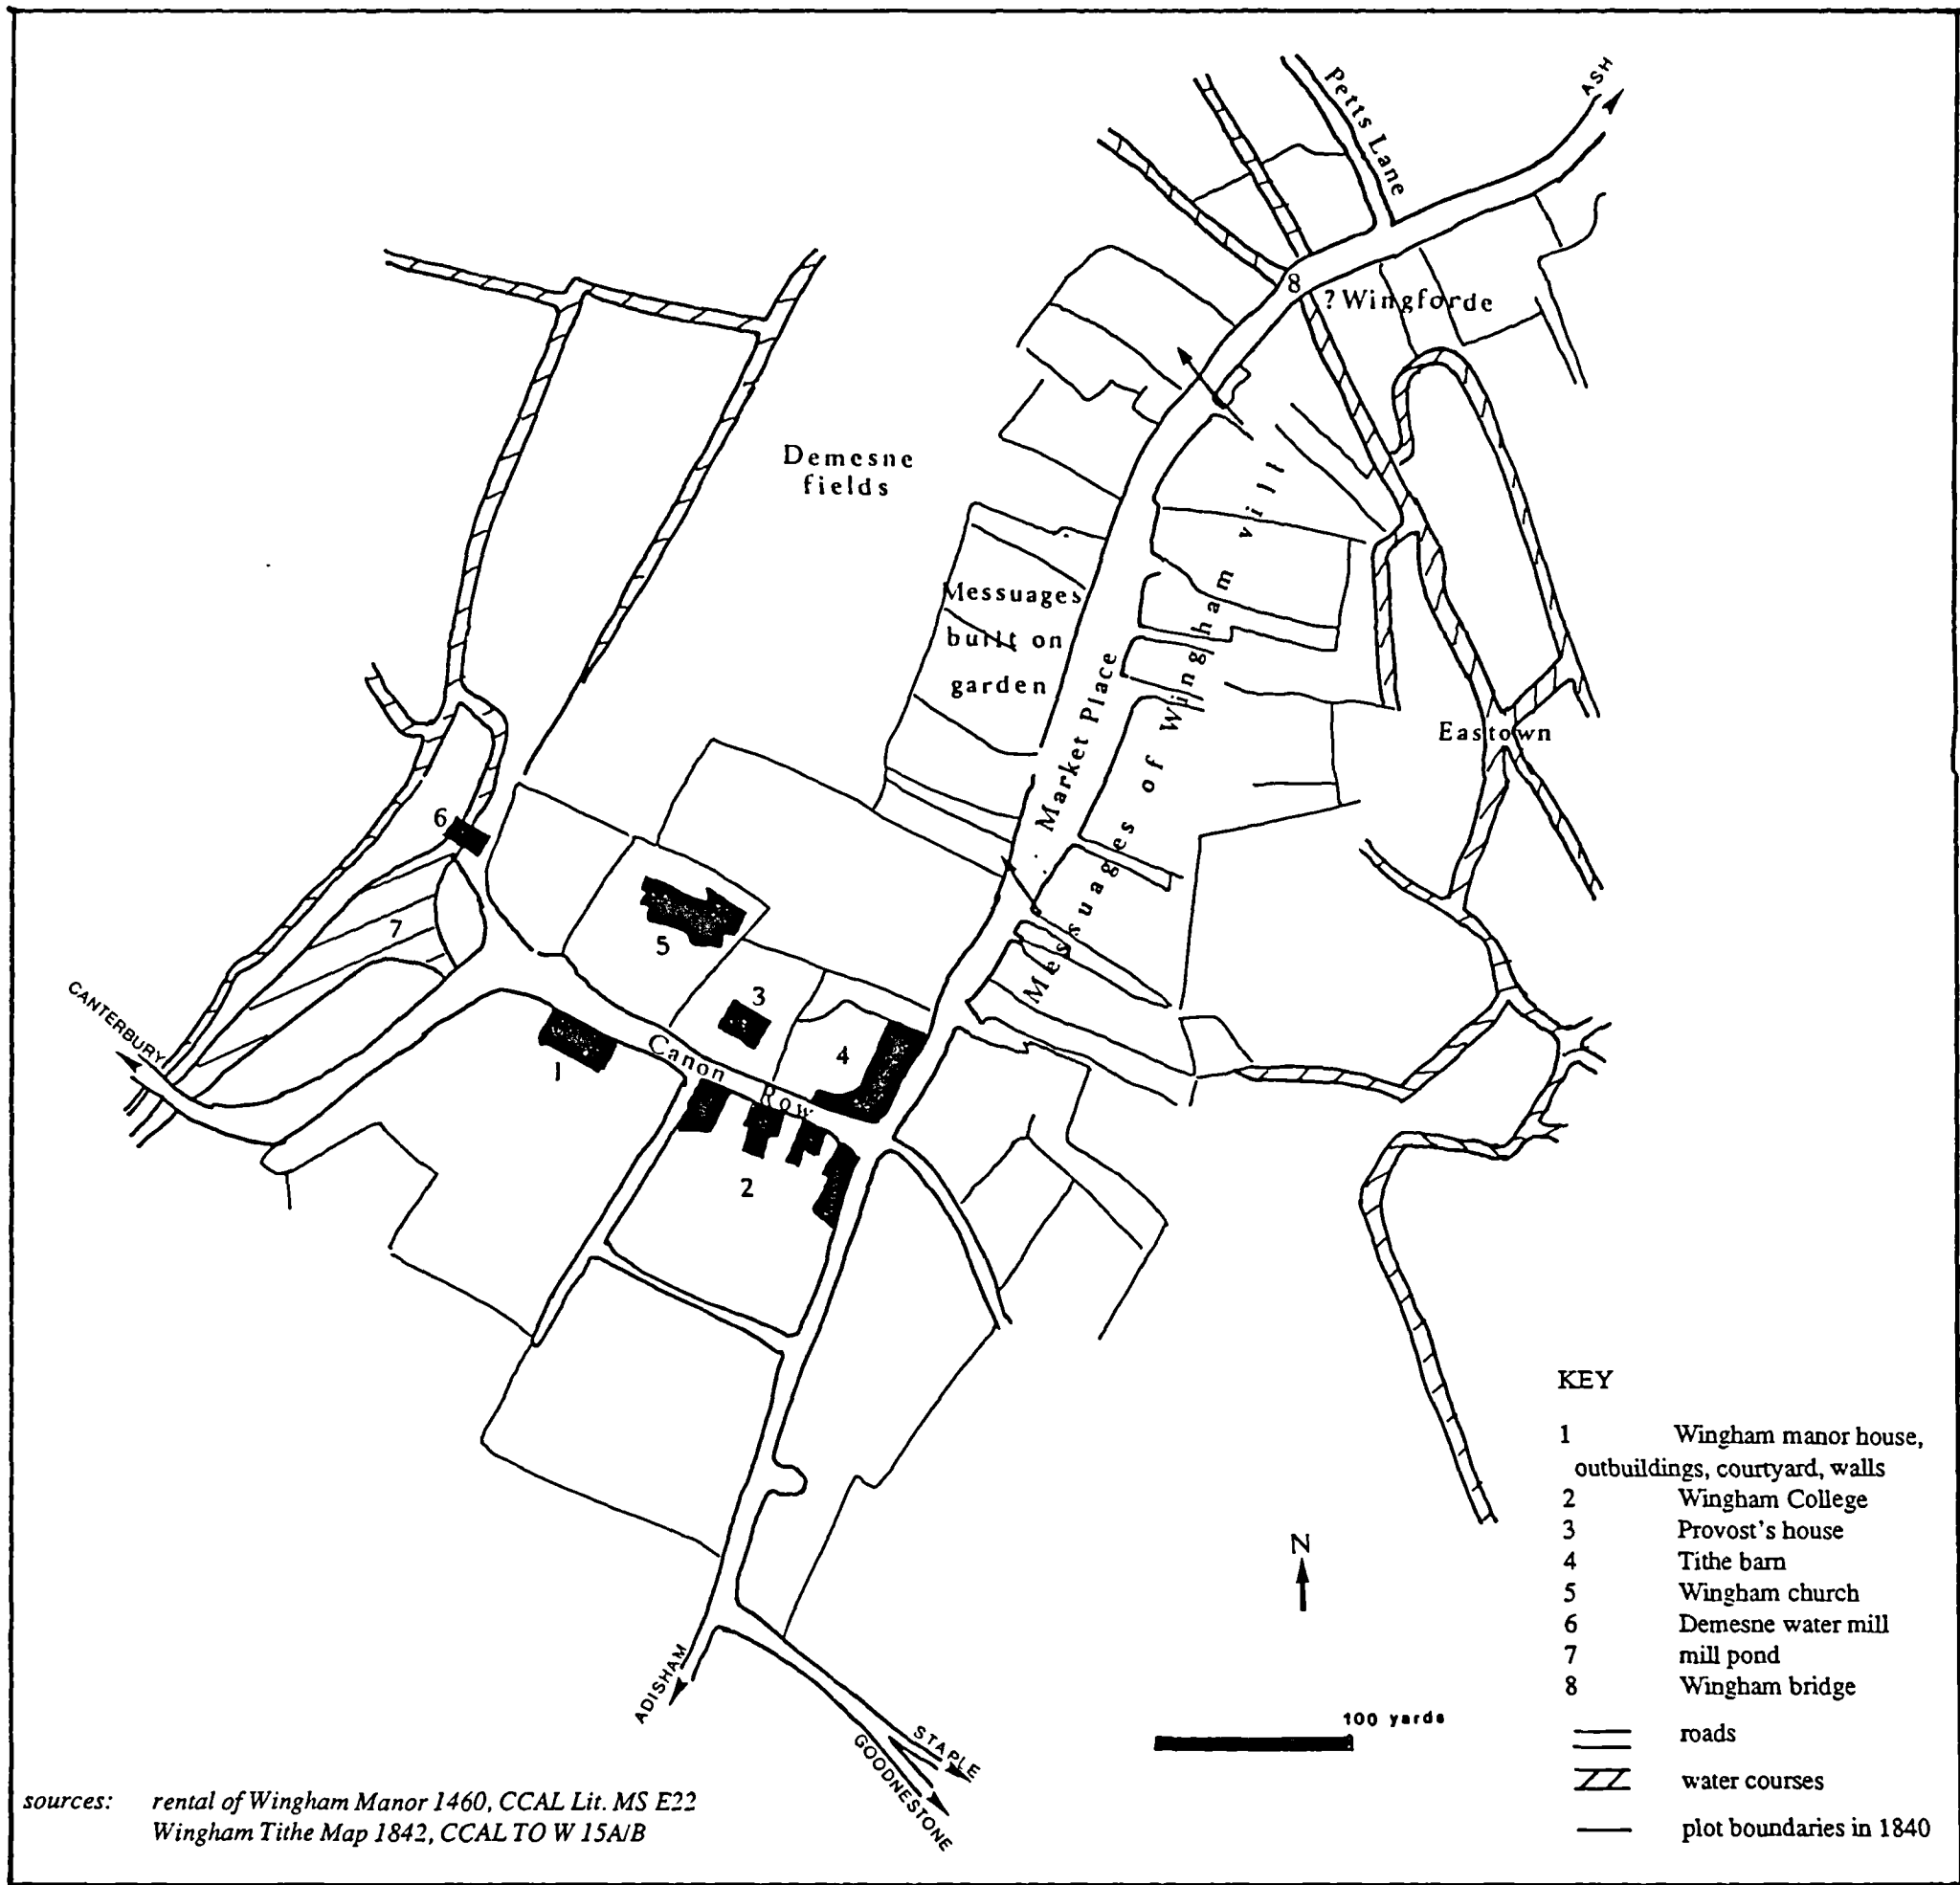 Petts Lane
ASH
8
?Wingforde
Demesne
fields
Messuages
built on
garden
Market Place
Messuages of Wingham vill
Eastown
6
7
5
3
4
CANTERBURY
1
Canon
Row
2
KEY
1 Wingham manor house,
outbuildings, courtyard, walls
2 Wingham College
3 Provost's house
4 Tithe barn
5 Wingham church
6 Demesne water mill
7 mill pond
8 Wingham bridge
roads
water courses
plot boundaries in 1840
N
100 yards
ADISHAM
STAPLE
GOODNESTONE
sources: rental of Wingham Manor 1460, CCAL Lit. MS E22
Wingham Tithe Map 1842, CCAL TO W 15A/B